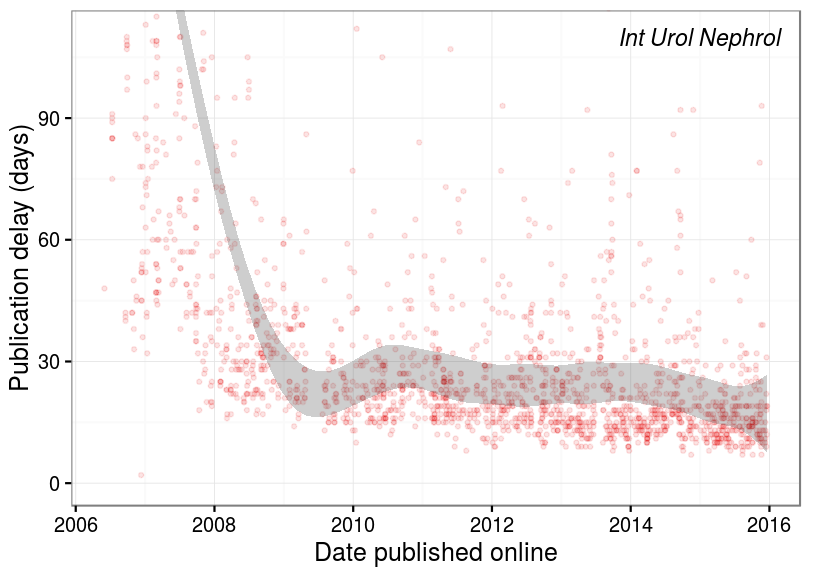 Int Urol Nephrol
Publication delay (days)
90
60
30
0
2006 2008 2010 2012 2014 2016
Date published online